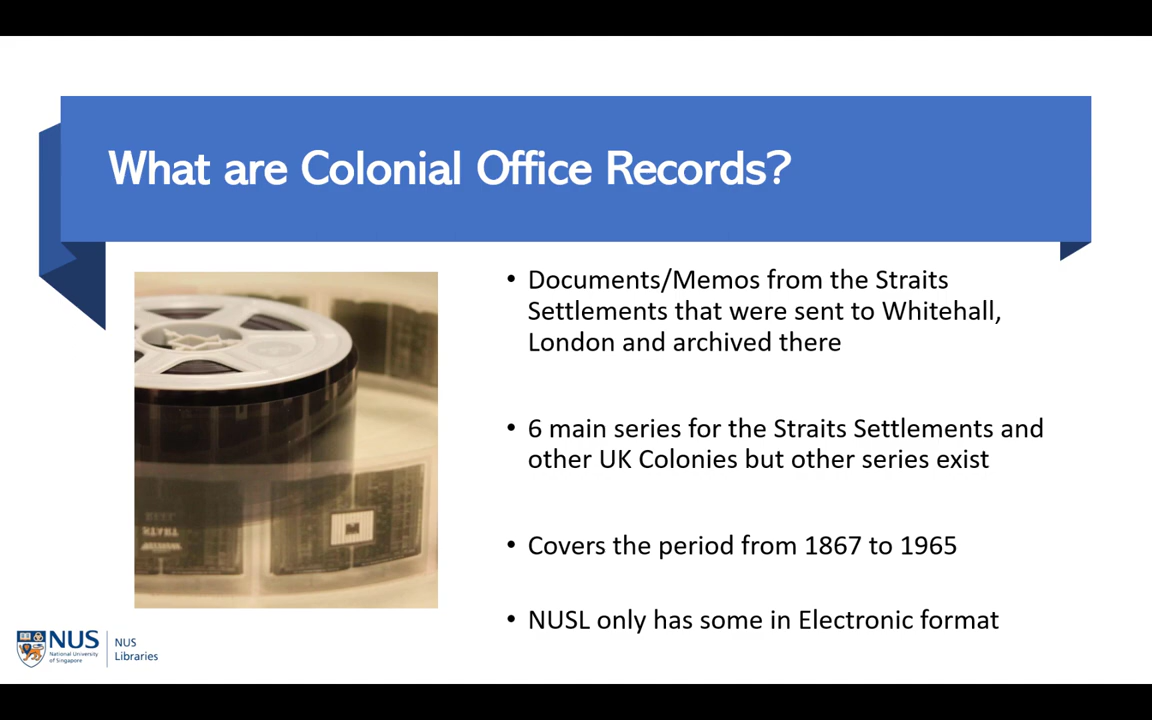 What are Colonial Office Records?
• Documents/Memos from the Straits
Settlements that were sent to Whitehall,
London and archived there
• 6 main series for the Straits Settlements and
other UK Colonies but other series exist
• Covers the period from 1867 to 1965
• NUSL only has some in Electronic format
START
NUS
National University
of Singapore
NUS
Libraries